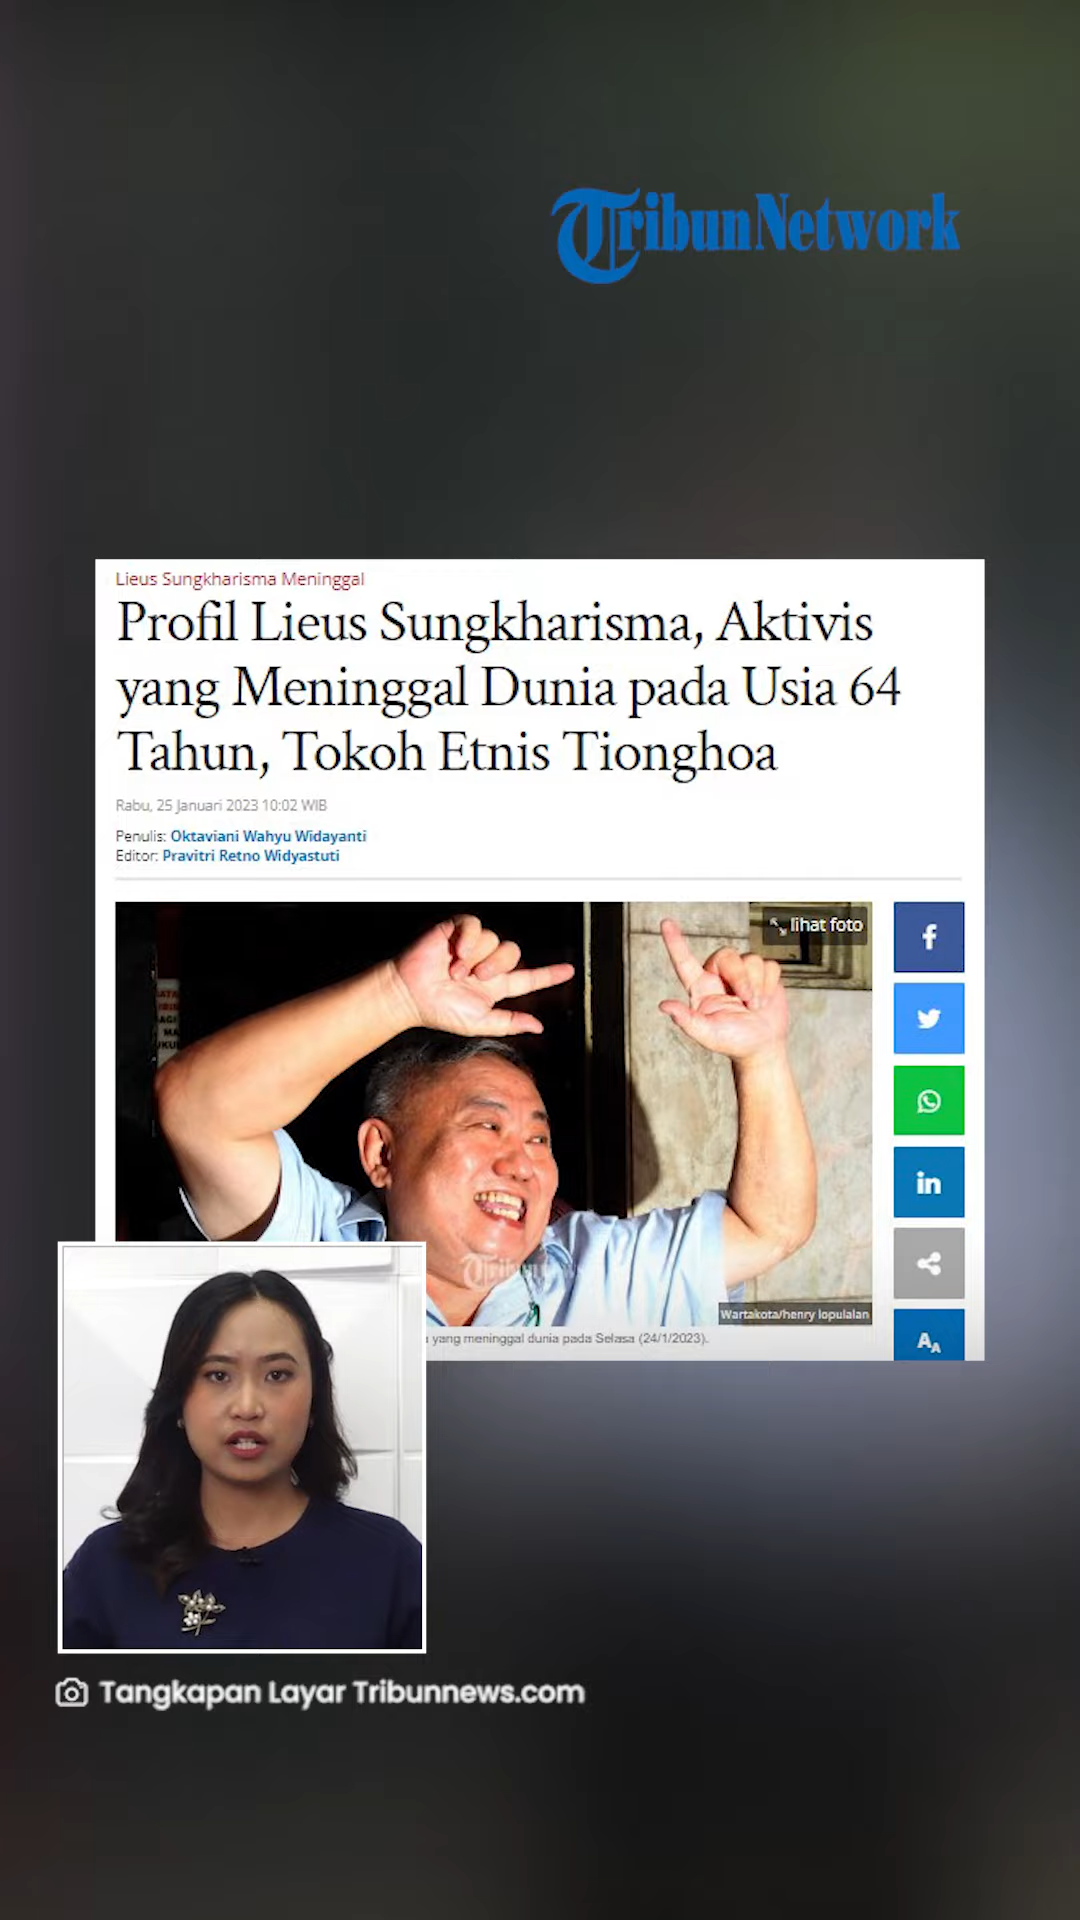 TribunNetwork
Lieus Sungkharisma Meninggal
Profil Lieus Sungkharisma, Aktivis
yang Meninggal Dunia pada Usia 64
Tahun, Tokoh Etnis Tionghoa
Rabu, 25 Januari 2023 10:02 WIB
Penulis: Oktaviani Wahyu Widayanti
Editor: Pravitri Retno Widyastuti
lihat foto
Wartakota/henry lopulalan
yang meninggal dunia pada Selasa (24/1/2023).
AA
Tangkapan Layar Tribunnews.com